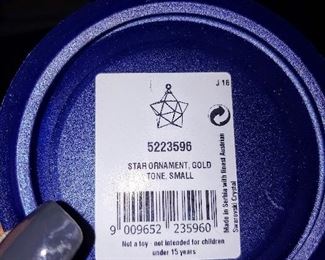 J 16
5223596
STAR ORNAMENT, GOLD
TONE, SMALL
9 009652 235960
Not a toy - not intended for children
under 15 years
Made in Serbia with finest Austrian
Swarovski Crystal